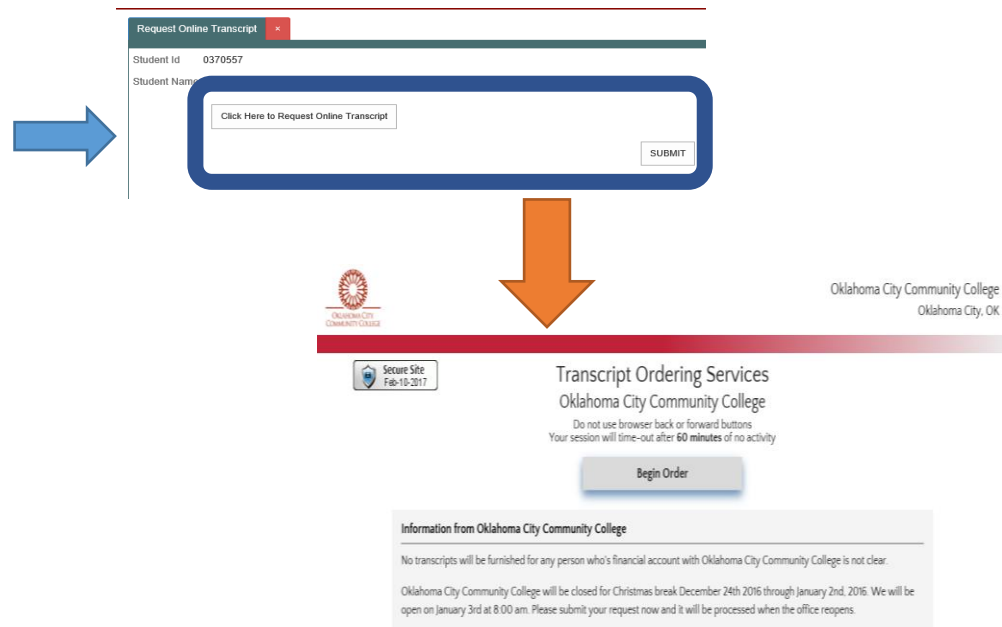 Request Online Transcript ×
Student Id 0370557
Student Name
Click Here to Request Online Transcript
SUBMIT
OKLAHOMA CITY
COMMUNITY COLLEGE
Oklahoma City Community College
Oklahoma City, OK
Secure Site
Feb-10-2017
Transcript Ordering Services
Oklahoma City Community College
Do not use browser back or forward buttons
Your session will time-out after 60 minutes of no activity
Begin Order
Information from Oklahoma City Community College
No transcripts will be furnished for any person who's financial account with Oklahoma City Community College is not clear.
Oklahoma City Community College will be closed for Christmas break December 24th 2016 through January 2nd, 2016. We will be
open on January 3rd at 8:00 am. Please submit your request now and it will be processed when the office reopens.